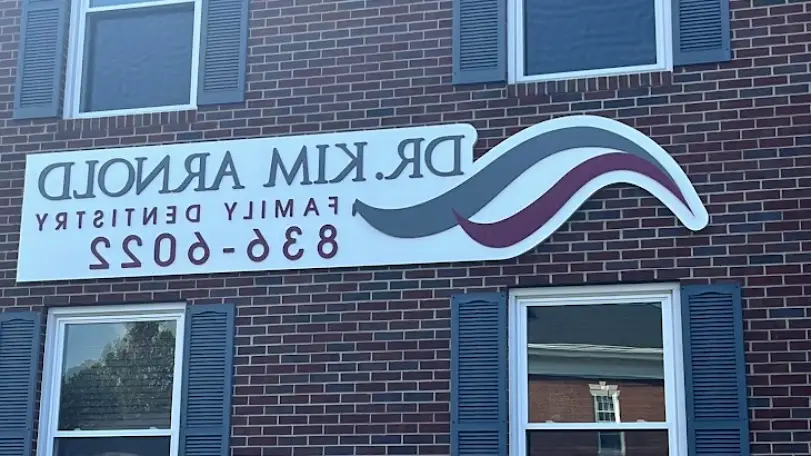 DR. KIM ARNOLD
FAMILY DENTISTRY
836-6022